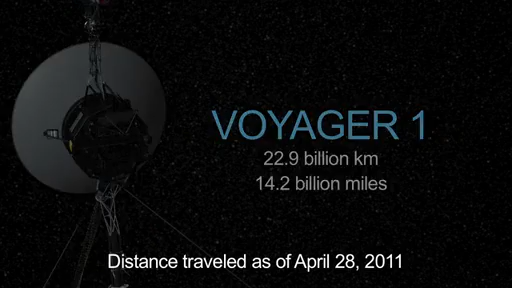 VOYAGER 1
22.9 billion km
14.2 billion miles
Distance traveled as of April 28, 2011